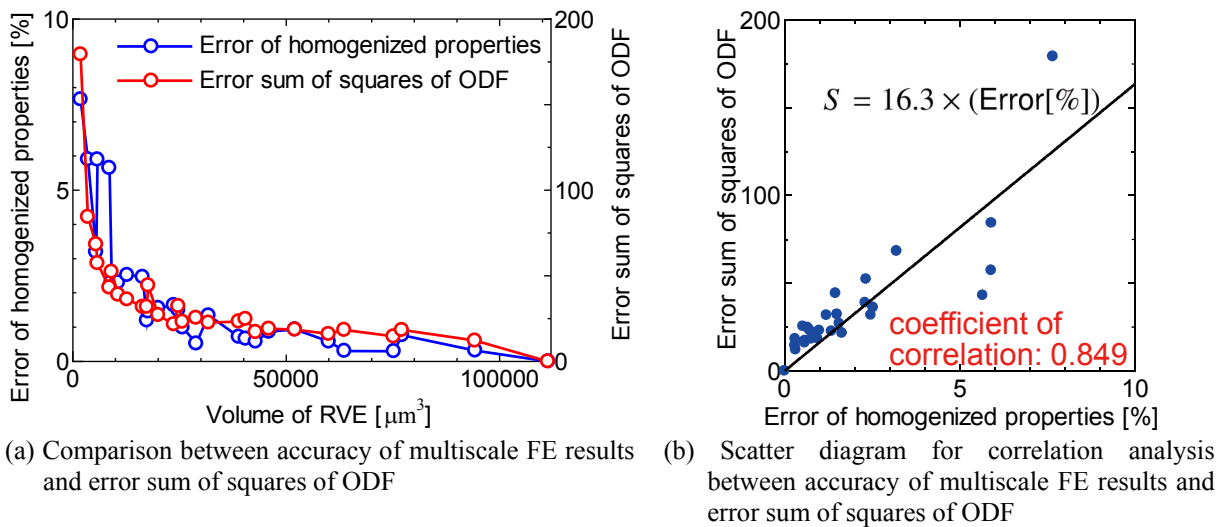 10
200
Error of homogenized properties [%]
Error of homogenized properties
Error sum of squares of ODF
5
100
Error sum of squares of ODF
0
0
0
50000
100000
Volume of RVE [μm³]
(a) Comparison between accuracy of multiscale FE results
and error sum of squares of ODF
200
S = 16.3 × (Error[%])
Error sum of squares of ODF
100
coefficient of
correlation: 0.849
0
0
5
10
Error of homogenized properties [%]
(b) Scatter diagram for correlation analysis
between accuracy of multiscale FE results and
error sum of squares of ODF